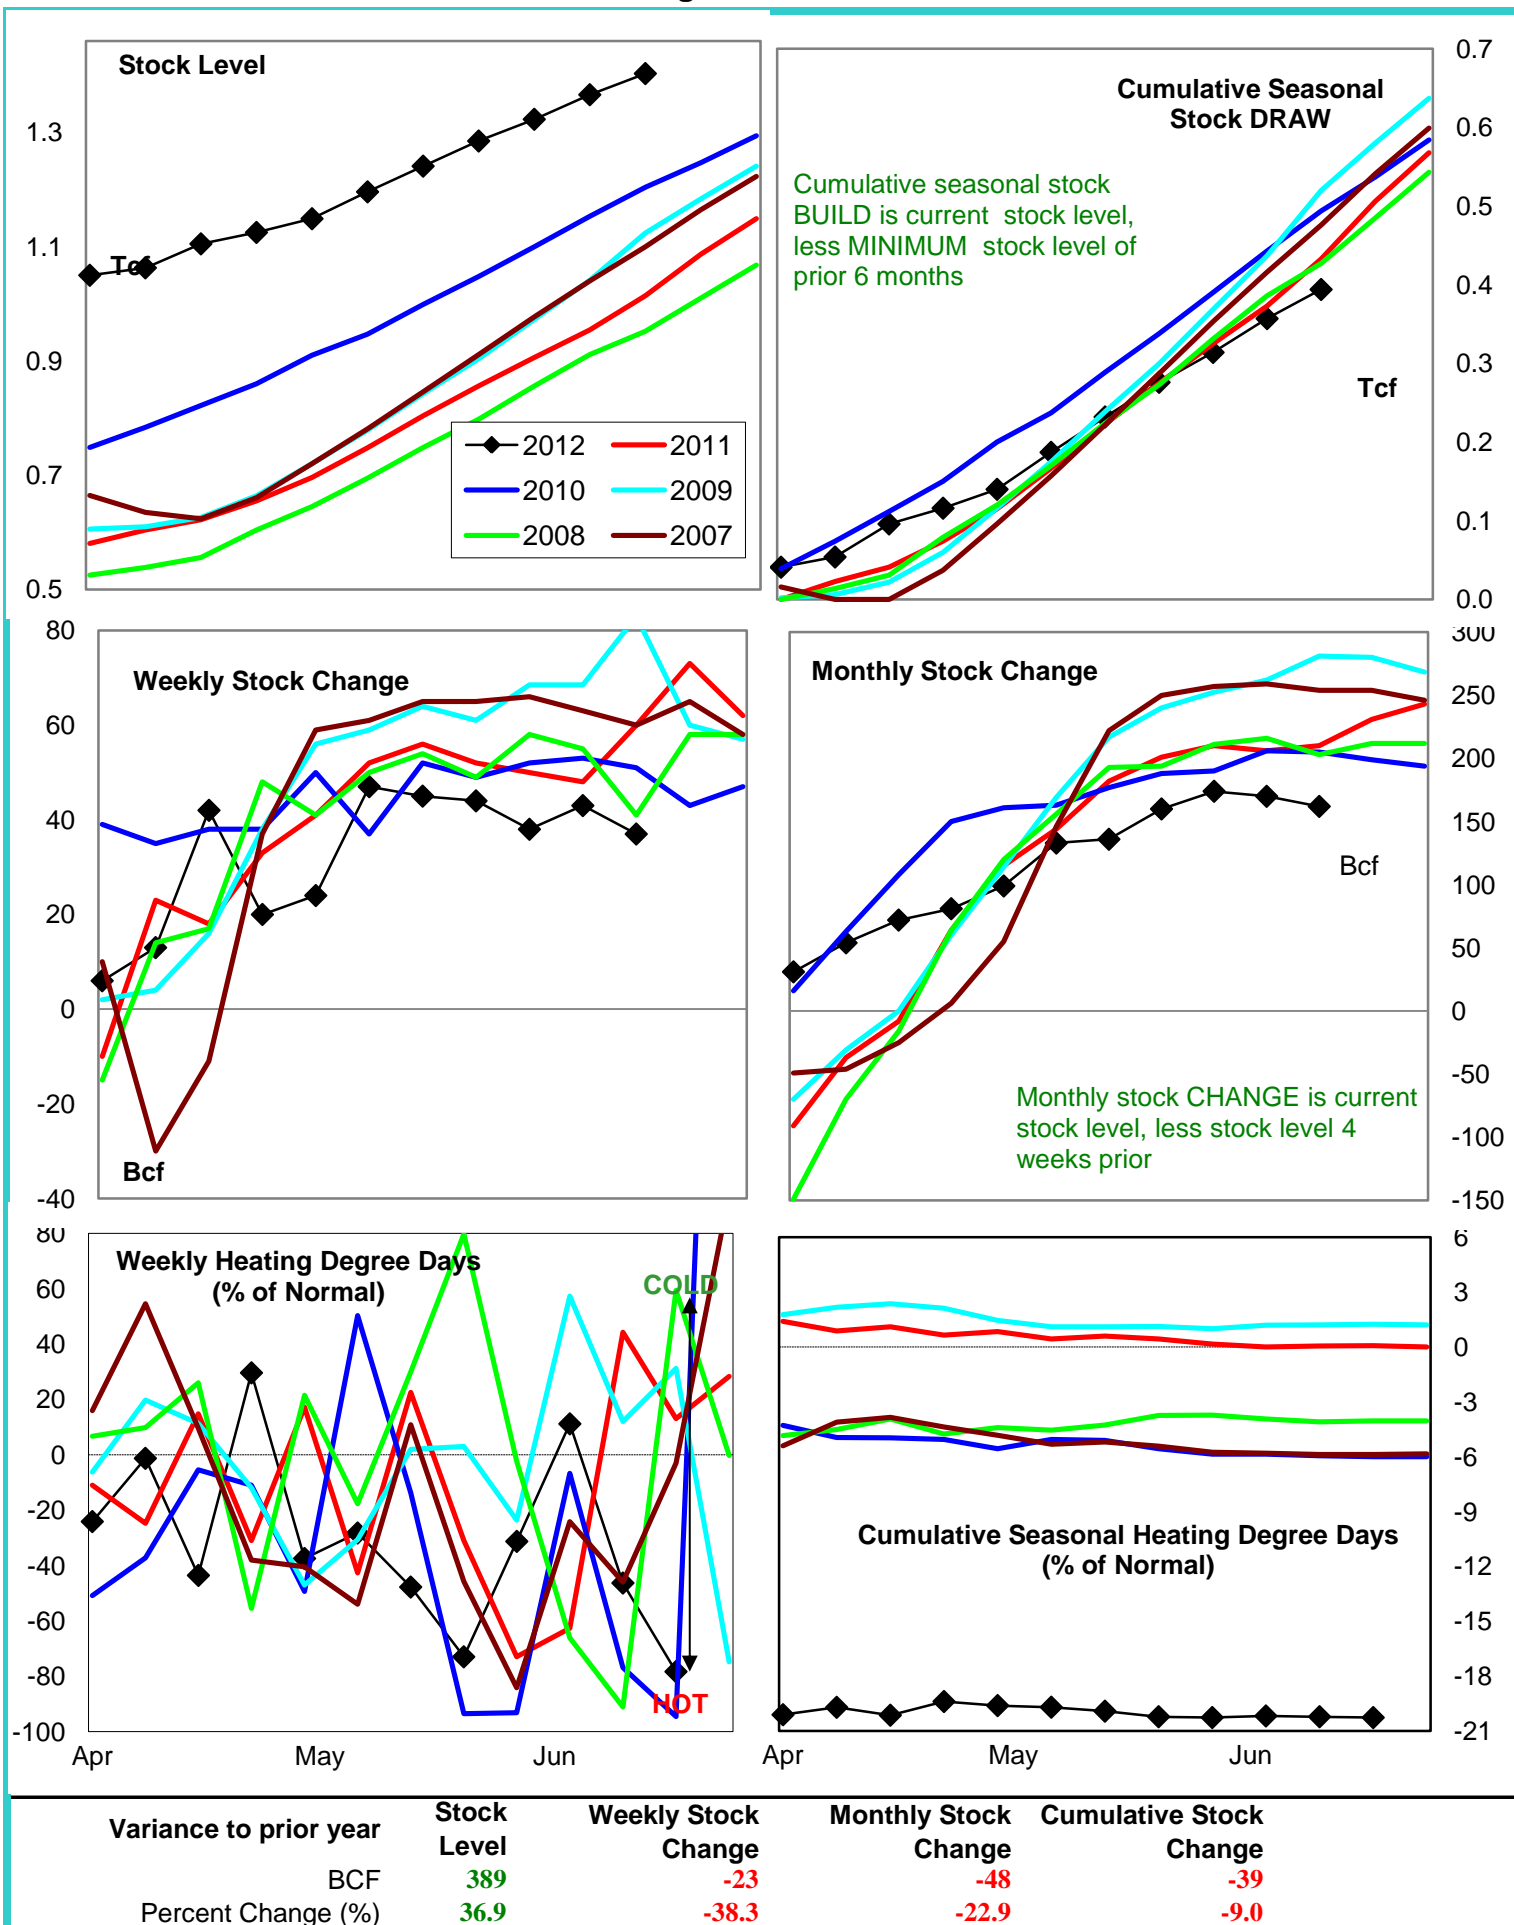 Stock Level
1.3
1.1
0.9
0.7
0.5
Tcf
2012
2011
2010
2009
2008
2007
Cumulative Seasonal
Stock DRAW
Cumulative seasonal stock
BUILD is current stock level,
less MINIMUM stock level of
prior 6 months
Tcf
0.7
0.6
0.5
0.4
0.3
0.2
0.1
0.0
80
60
40
20
0
-20
-40
Weekly Stock Change
Bcf
Monthly Stock Change
Bcf
Monthly stock CHANGE is current
stock level, less stock level 4
weeks prior
300
250
200
150
100
50
0
-50
-100
-150
80
60
40
20
0
-20
-40
-60
-80
-100
Weekly Heating Degree Days
(% of Normal)
COLD
HOT
Apr May Jun
6
3
0
-3
-6
-9
-12
-15
-18
-21
Cumulative Seasonal Heating Degree Days
(% of Normal)
Apr May Jun
Variance to prior year
Stock
Level
Weekly Stock
Change
Monthly Stock
Change
Cumulative Stock
Change
BCF 389 -23 -48 -39
Percent Change (%) 36.9 -38.3 -22.9 -9.0